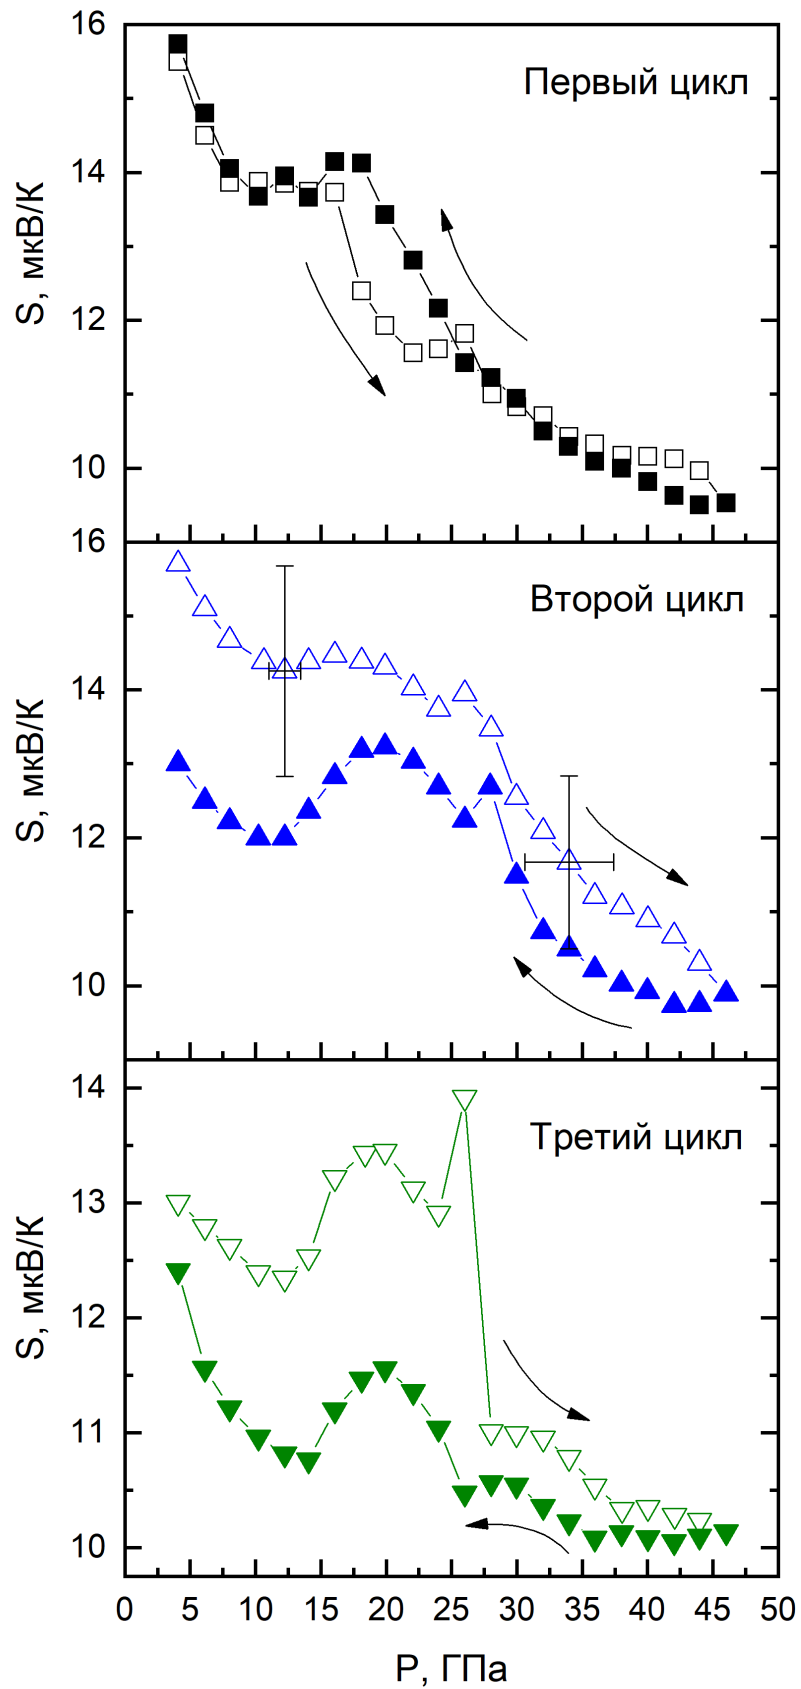 16
Первый цикл
14
S, мкВ/К
12
10
16
Второй цикл
14
S, мкВ/К
12
10
14
Третий цикл
13
S, мкВ/К
12
11
10
0 5 10 15 20 25 30 35 40 45 50
P, ГПа